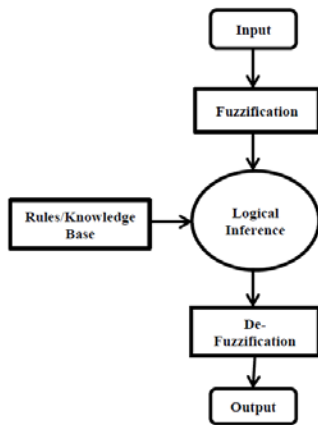 Input
Fuzzification
Rules/Knowledge
Base
Logical
Inference
De-
Fuzzification
Output